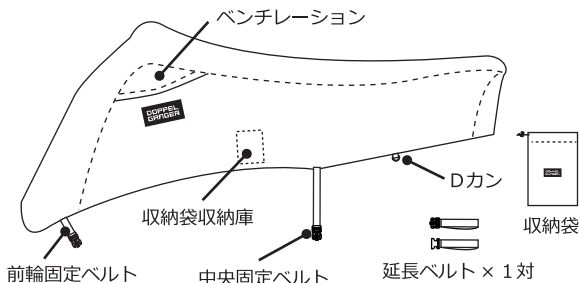 ベンチレーション
DOPPEL
GANGER
Dカン
収納袋収納庫
収納袋
前輪固定ベルト
中央固定ベルト
延長ベルト × 1対